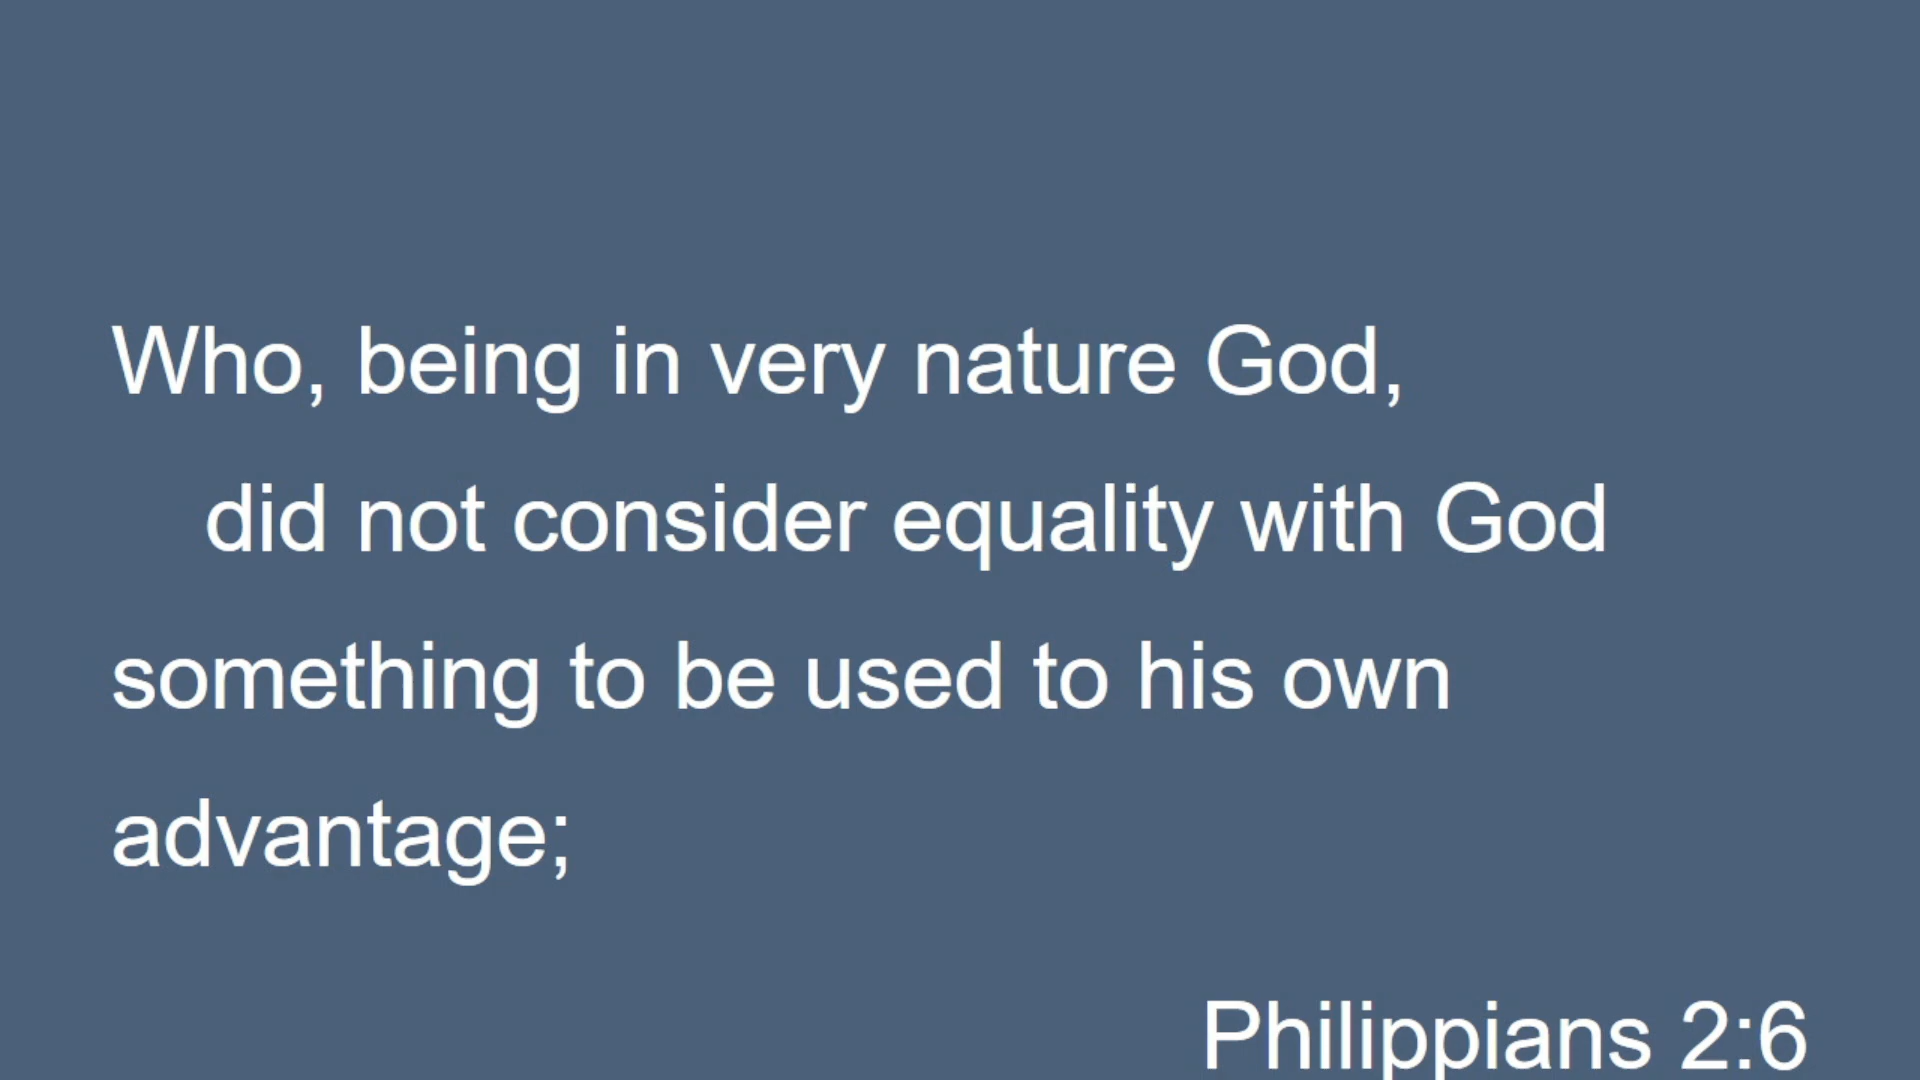 Who, being in very nature God,
did not consider equality with God
something to be used to his own
advantage;
Philippians 2:6